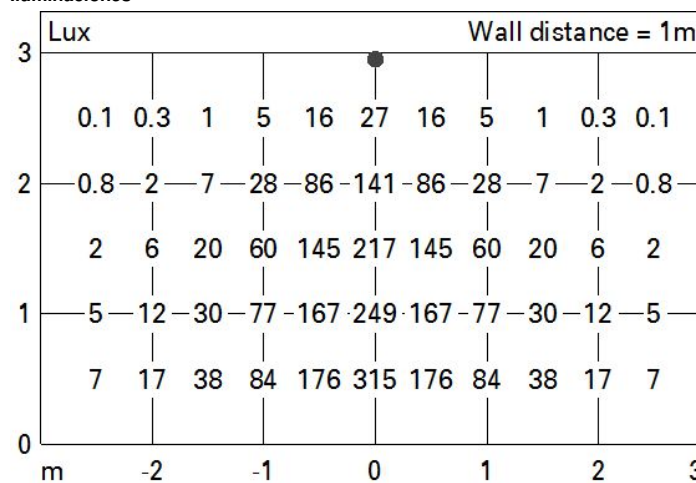 Lux Wall distance = 1m
3
0.1 0.3 1 5 16 27 16 5 1 0.3 0.1
2 0.8 2 7 28 86 141 86 28 7 2 0.8
2 6 20 60 145 217 145 60 20 6 2
1 5 12 30 77 167 249 167 77 30 12 5
7 17 38 84 176 315 176 84 38 17 7
0
m -2 -1 0 1 2 3